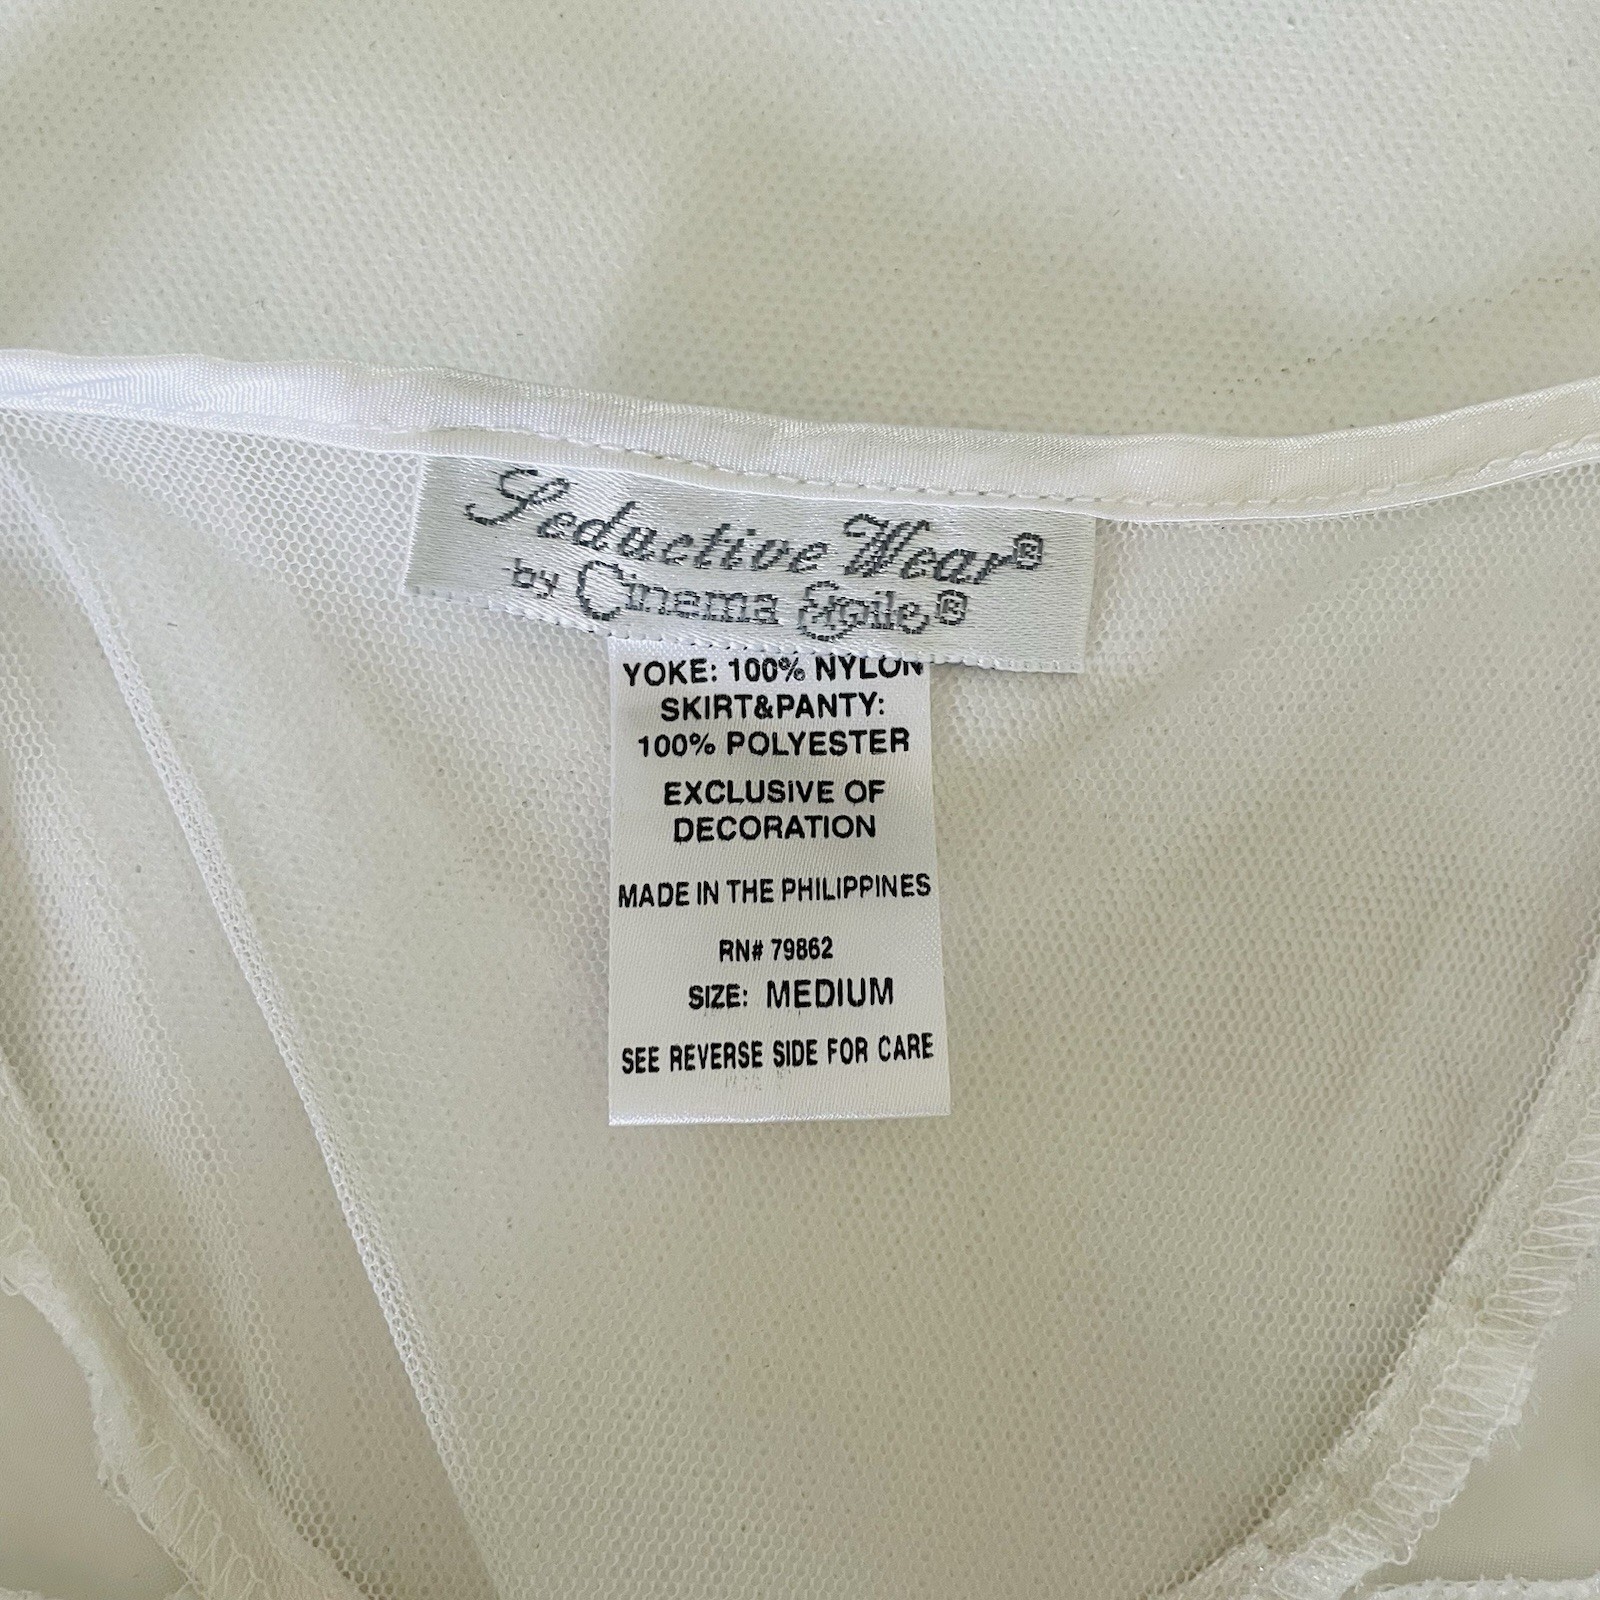 Seductive Wear®
by Cinema Etoile®
YOKE: 100% NYLON
SKIRT&PANTY:
100% POLYESTER
EXCLUSIVE OF
DECORATION
MADE IN THE PHILIPPINES
RN# 79862
SIZE: MEDIUM
SEE REVERSE SIDE FOR CARE